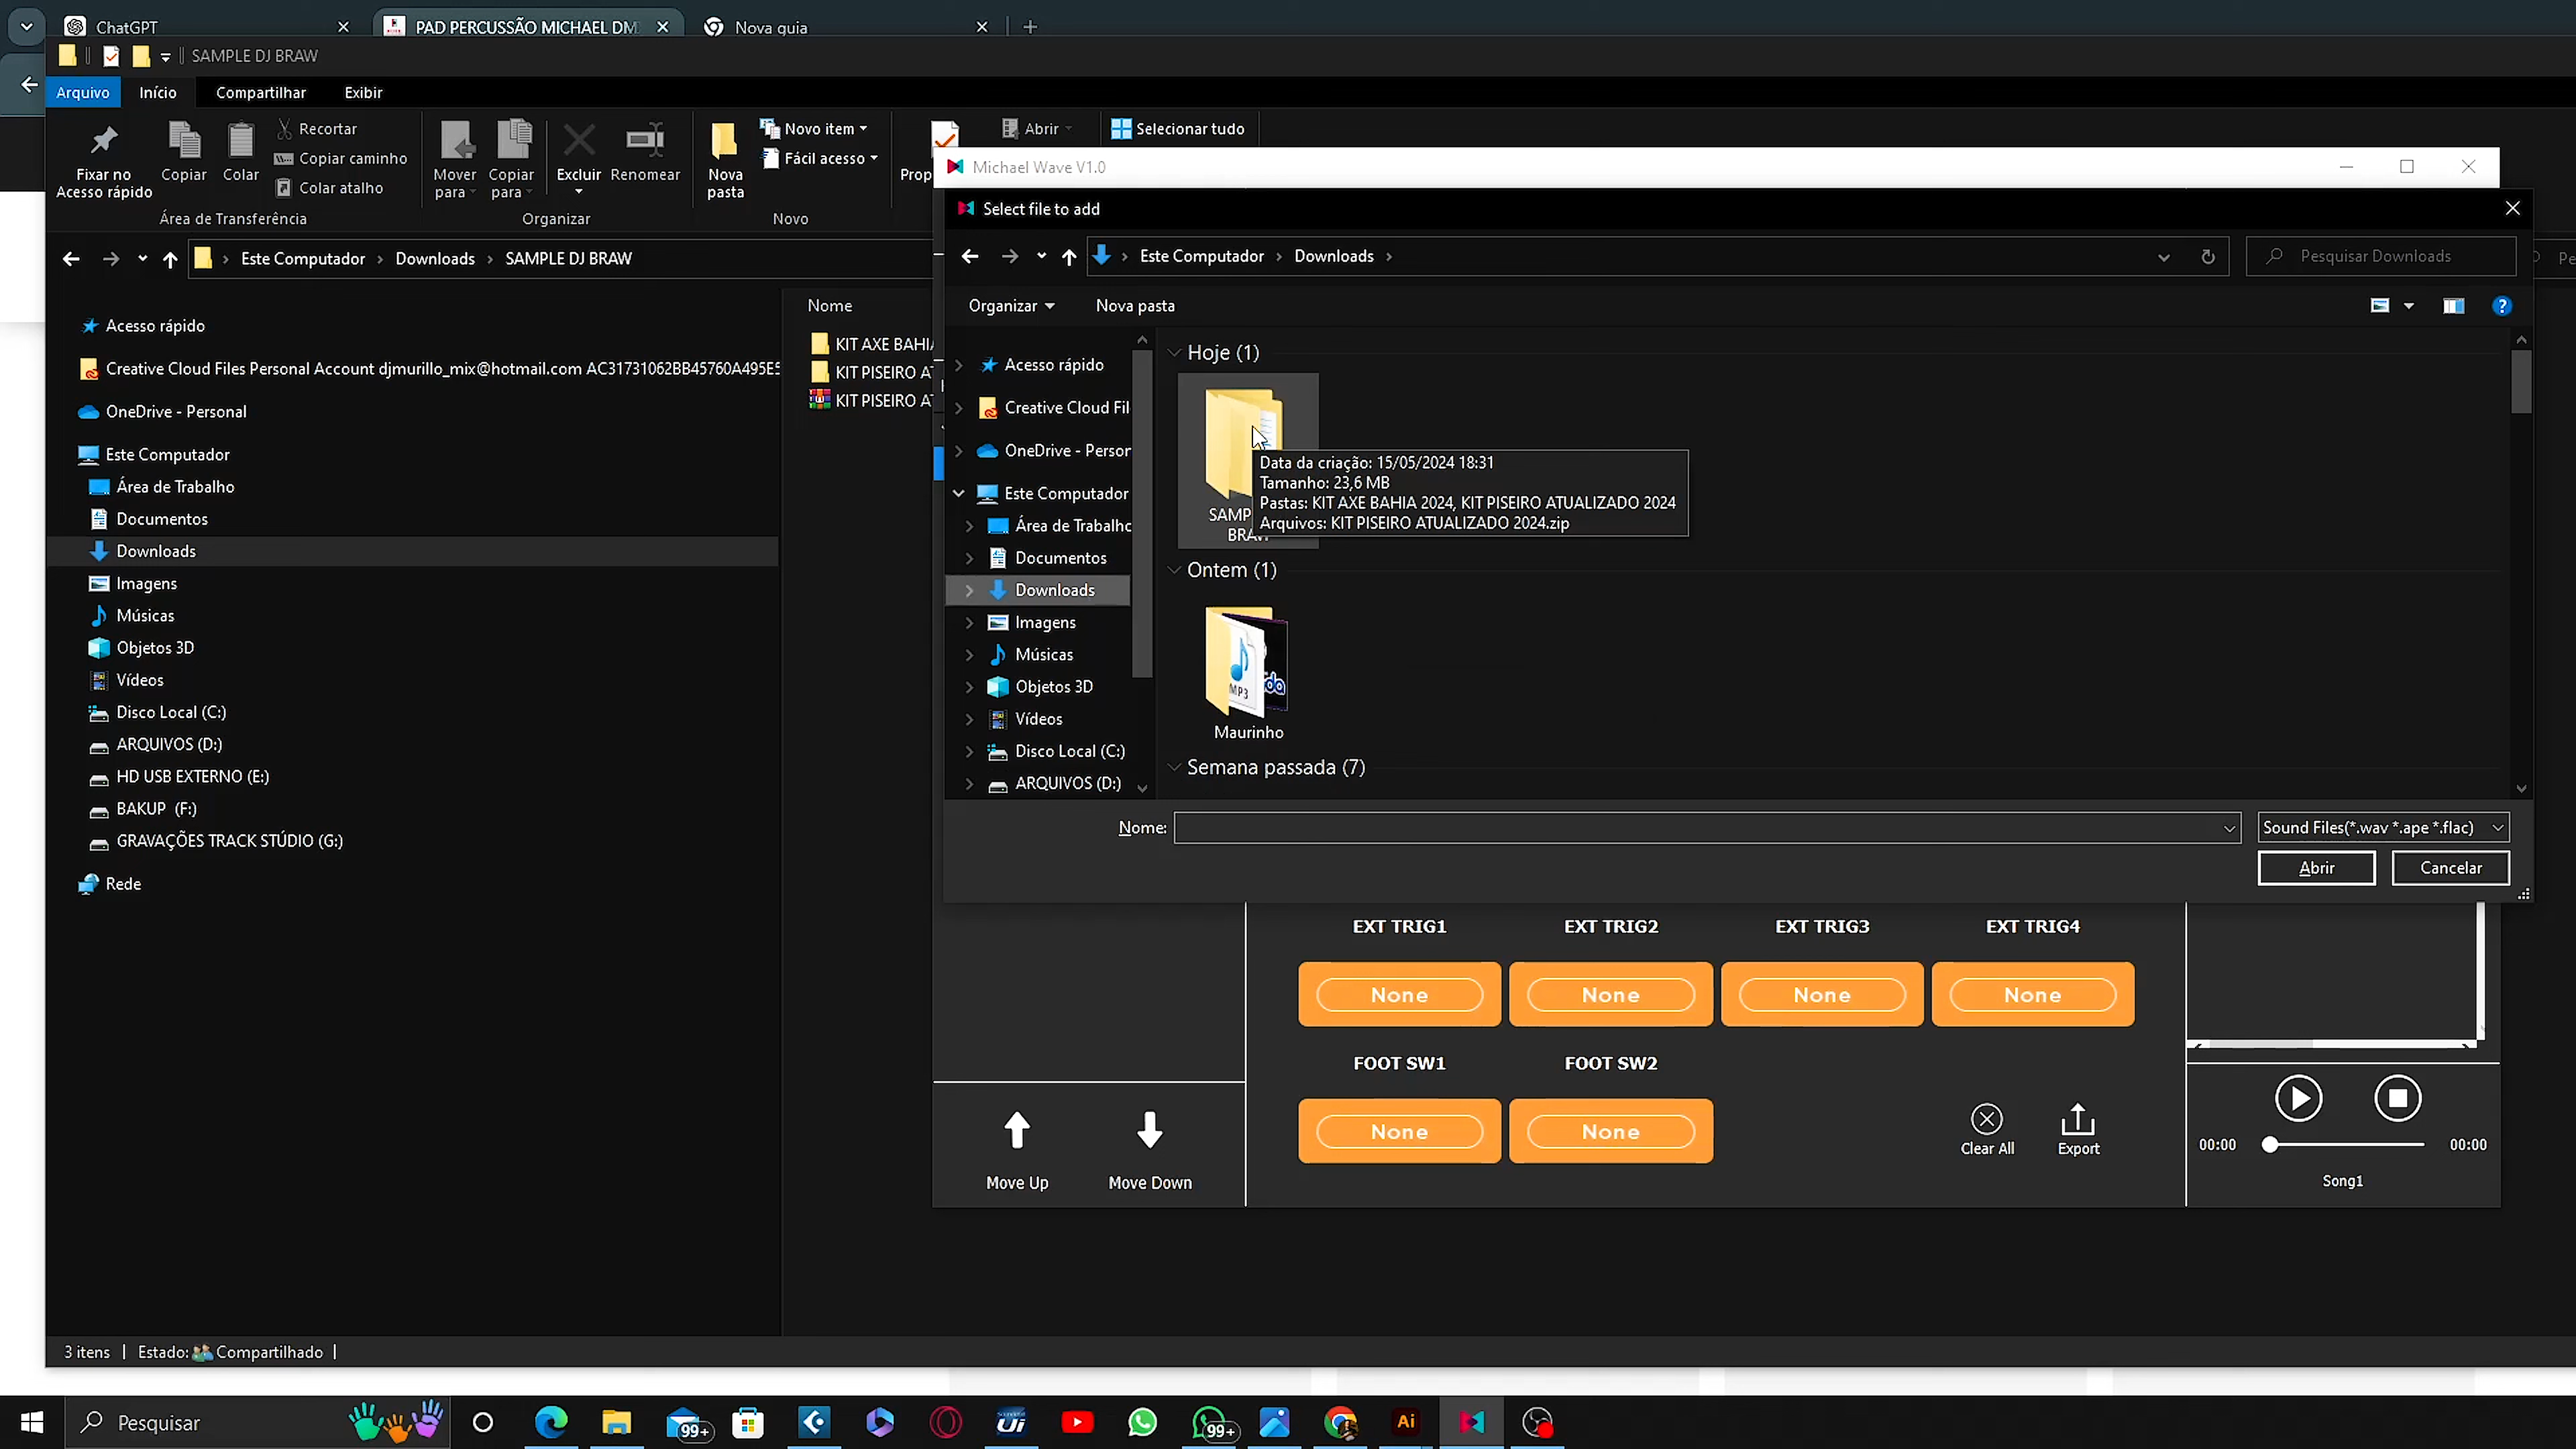 ChatGPT
PAD PERCUSSÃO MICHAEL DM
Nova guia
SAMPLE DJ BRAW
Arquivo
Início
Compartilhar
Exibir
Fixar no
Acesso rápido
Copiar
Colar
Recortar
Copiar caminho
Colar atalho
Mover
para
Copiar
para
Excluir
Renomear
Nova
pasta
Novo item
Fácil acesso
Prop
Abrir
Selecionar tudo
Área de Transferência
Organizar
Novo
Este Computador
Downloads
SAMPLE DJ BRAW
Pe
Acesso rápido
Creative Cloud Files Personal Account djmurillo_mix@hotmail.com AC31731062BB45760A495E5
OneDrive - Personal
Este Computador
Área de Trabalho
Documentos
Downloads
Imagens
Músicas
Objetos 3D
Vídeos
Disco Local (C:)
ARQUIVOS (D:)
HD USB EXTERNO (E:)
BAKUP (F:)
GRAVAÇÕES TRACK STÚDIO (G:)
Rede
Nome
KIT AXE BAHIA
KIT PISEIRO AT
KIT PISEIRO AT
Michael Wave V1.0
Select file to add
Este Computador
Downloads
Pesquisar Downloads
Organizar
Nova pasta
Acesso rápido
Creative Cloud Fil
OneDrive - Person
Este Computador
Área de Trabalho
Documentos
Downloads
Imagens
Músicas
Objetos 3D
Vídeos
Disco Local (C:)
ARQUIVOS (D:)
Hoje (1)
SAMP
BRAW
Data da criação: 15/05/2024 18:31
Tamanho: 23,6 MB
Pastas: KIT AXE BAHIA 2024, KIT PISEIRO ATUALIZADO 2024
Arquivos: KIT PISEIRO ATUALIZADO 2024.zip
Ontem (1)
MP3
da
Maurinho
Semana passada (7)
Nome:
Sound Files(*.wav *.ape *.flac)
Abrir
Cancelar
EXT TRIG1
EXT TRIG2
EXT TRIG3
EXT TRIG4
None
None
None
None
FOOT SW1
FOOT SW2
None
None
Move Up
Move Down
Clear All
Export
00:00
00:00
Song1
3 itens
Estado:
Compartilhado
Pesquisar
99+
Ui
99+
Ai